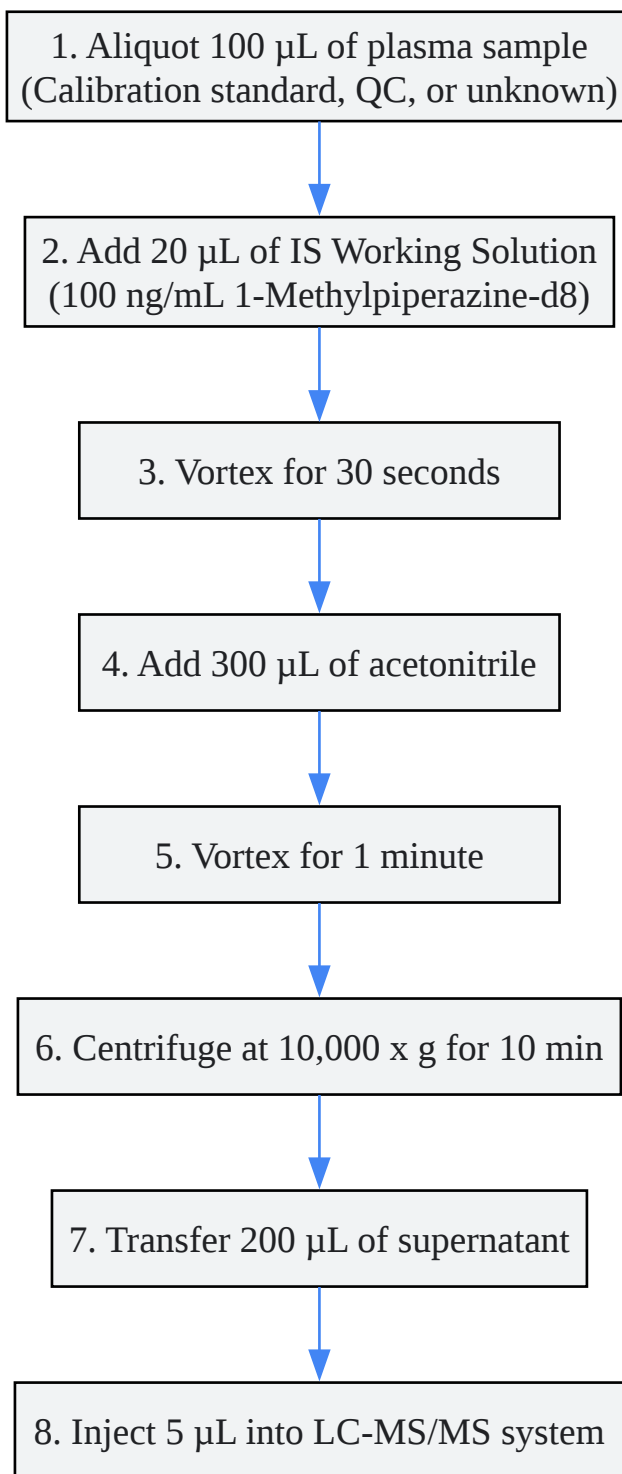 1. Aliquot 100 µL of plasma sample
(Calibration standard, QC, or unknown)
2. Add 20 µL of IS Working Solution
(100 ng/mL 1-Methylpiperazine-d8)
3. Vortex for 30 seconds
4. Add 300 µL of acetonitrile
5. Vortex for 1 minute
6. Centrifuge at 10,000 x g for 10 min
7. Transfer 200 µL of supernatant
8. Inject 5 µL into LC-MS/MS system